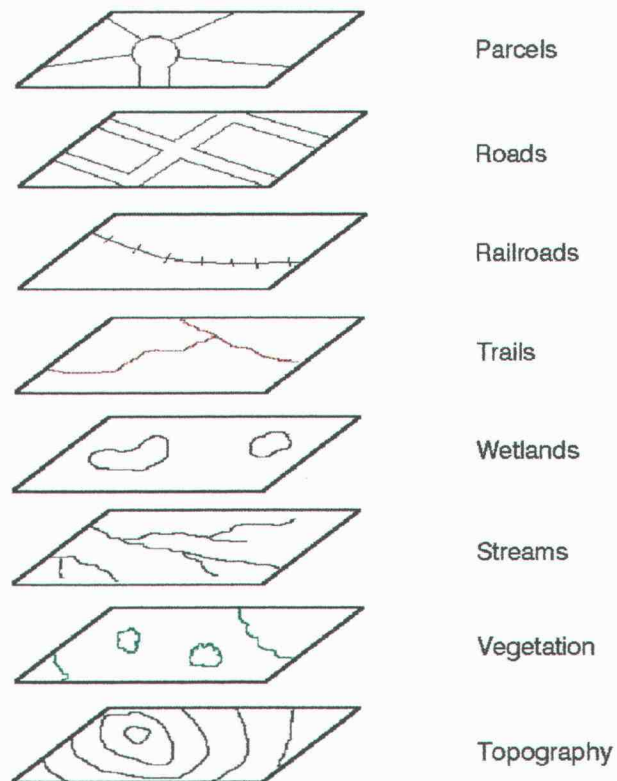 Parcels
Roads
Railroads
Trails
Wetlands
Streams
Vegetation
Topography